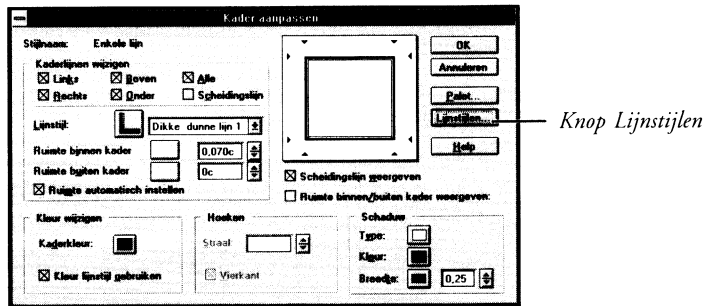 Kader aanpassen
Stijlnaam: Enkele lijn
Kaderlijnen wijzigen
Links Boven Alle
Rechts Onder Scheidingslijn
Lijnstijl: Dikke dunne lijn 1
Ruimte binnen kader 0,070c
Ruimte buiten kader 0c
Ruimte automatisch instellen
OK
Annuleren
Palet...
Lijnstijlen...
Knop Lijnstijlen
Help
Scheidingslijn weergeven
Ruimte binnen/buiten kader weergeven:
Kleur wijzigen
Kaderkleur:
Kleur lijnstijl gebruiken
Hoeken
Straal:
Vierkant
Schaduw
Type:
Kleur:
Breedte: 0,25